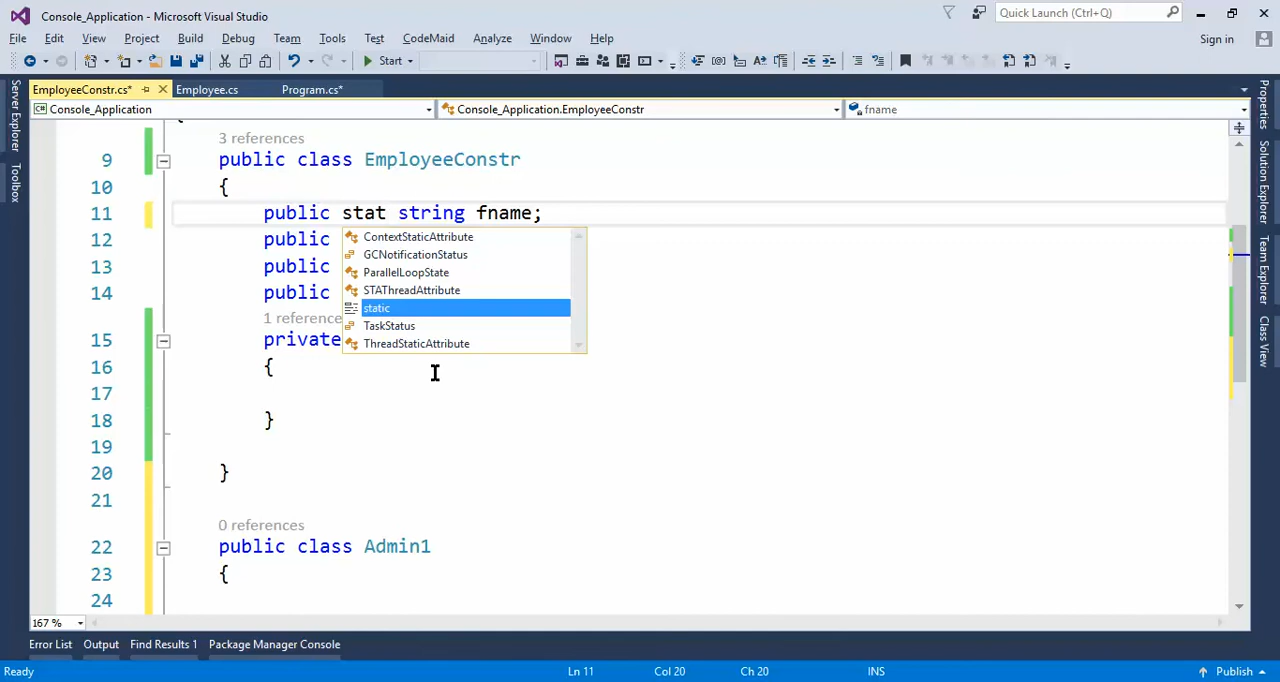 Console_Application - Microsoft Visual Studio
Quick Launch (Ctrl+Q)
File Edit View Project Build Debug Team Tools Test CodeMaid Analyze Window Help
Sign in
Start
EmployeeConstr.cs* Employee.cs Program.cs*
Console_Application Console_Application.EmployeeConstr fname
Server Explorer
Toolbox
Properties
Solution Explorer
Team Explorer
Class View
3 references
9 public class EmployeeConstr
10 {
11 public stat string fname;
12 public
13 public
14 public
ContextStaticAttribute
GCNotificationStatus
ParallelLoopState
STAThreadAttribute
static
TaskStatus
ThreadStaticAttribute
1 reference
15 private
16 {
17
18 }
19
20 }
21
0 references
22 public class Admin1
23 {
24
167 %
Error List Output Find Results 1 Package Manager Console
Ready Ln 11 Col 20 Ch 20 INS Publish